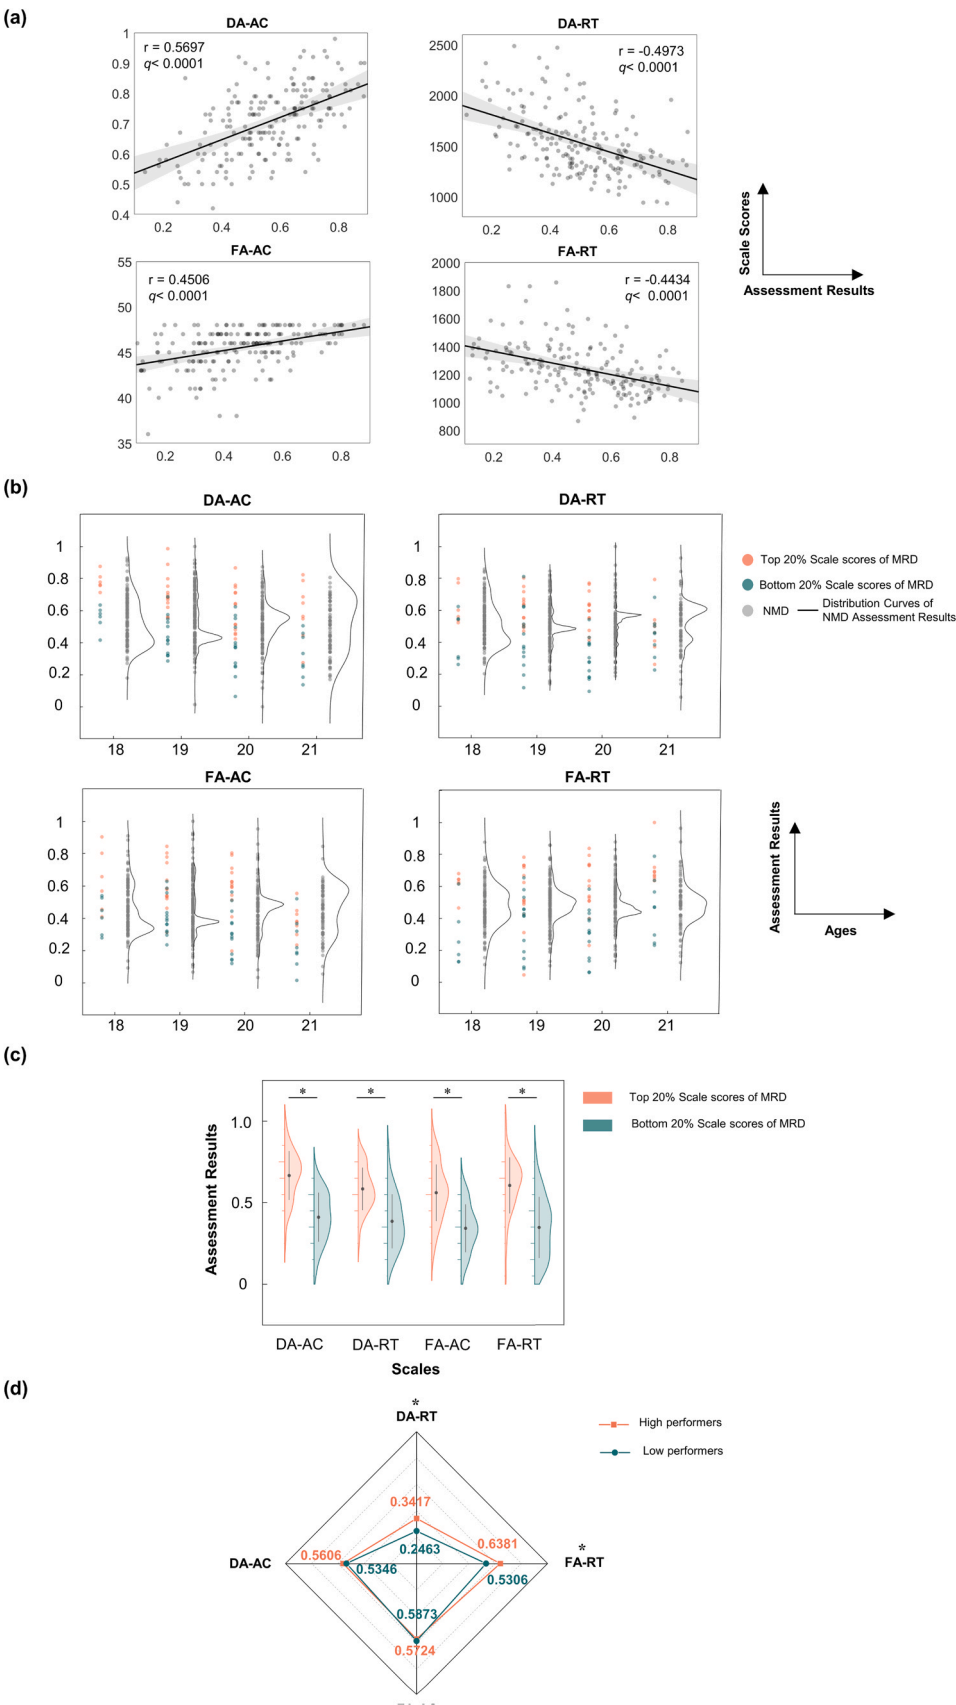 (a)
DA-AC
r = 0.5697
q< 0.0001
1
0.9
0.8
0.7
0.6
0.5
0.4
0.2 0.4 0.6 0.8
DA-RT
r = -0.4973
q< 0.0001
2500
2000
1500
1000
0.2 0.4 0.6 0.8
FA-AC
r = 0.4506
q< 0.0001
55
50
45
40
35
0.2 0.4 0.6 0.8
FA-RT
r = -0.4434
q< 0.0001
2000
1800
1600
1400
1200
1000
800
0.2 0.4 0.6 0.8
Scale Scores
Assessment Results
(b)
DA-AC
1
0.8
0.6
0.4
0.2
0
18 19 20 21
DA-RT
1
0.8
0.6
0.4
0.2
0
18 19 20 21
Top 20% Scale scores of MRD
Bottom 20% Scale scores of MRD
NMD
Distribution Curves of
NMD Assessment Results
FA-AC
1
0.8
0.6
0.4
0.2
0
18 19 20 21
FA-RT
1
0.8
0.6
0.4
0.2
0
18 19 20 21
Assessment Results
Ages
(c)
* * * *
Top 20% Scale scores of MRD
Bottom 20% Scale scores of MRD
Assessment Results
1.0
0.5
0
DA-AC DA-RT FA-AC FA-RT
Scales
(d)
*
DA-RT
High performers
Low performers
0.3417
0.2463
0.6381
*
FA-RT
0.5306
DA-AC
0.5606
0.5346
0.5873
0.5724